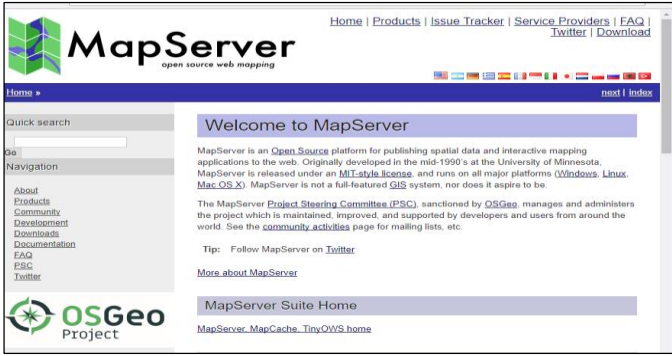 MapServer
open source web mapping
Home | Products | Issue Tracker | Service Providers | FAQ |
Twitter | Download
Home »
next | index
Quick search
Go
Navigation
About
Products
Community
Development
Downloads
Documentation
FAQ
PSC
Twitter
OSGeo
Project
Welcome to MapServer
MapServer is an Open Source platform for publishing spatial data and interactive mapping
applications to the web. Originally developed in the mid-1990's at the University of Minnesota,
MapServer is released under an MIT-style license, and runs on all major platforms (Windows, Linux,
Mac OS X). MapServer is not a full-featured GIS system, nor does it aspire to be.
The MapServer Project Steering Committee (PSC), sanctioned by OSGeo, manages and administers
the project which is maintained, improved, and supported by developers and users from around the
world. See the community activities page for mailing lists, etc.
Tip: Follow MapServer on Twitter
More about MapServer
MapServer Suite Home
MapServer, MapCache, TinyOWS home